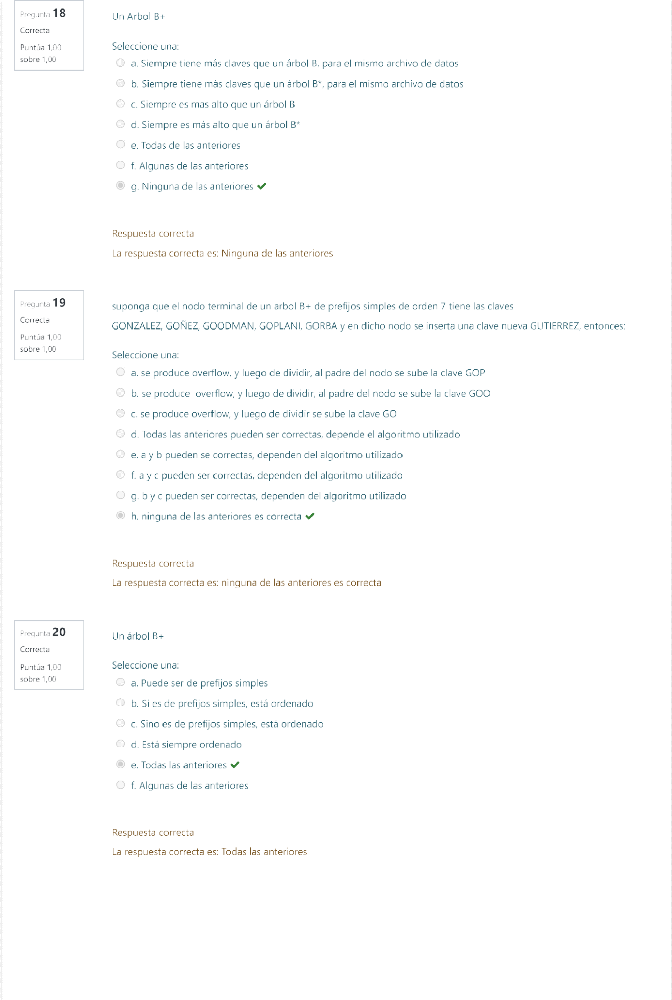 Pregunta 18
Correcta
Puntúa 1,00
sobre 1,00
Un Arbol B+
Seleccione una:
a. Siempre tiene más claves que un árbol B, para el mismo archivo de datos
b. Siempre tiene más claves que un árbol B*, para el mismo archivo de datos
c. Siempre es mas alto que un árbol B
d. Siempre es más alto que un árbol B*
e. Todas de las anteriores
f. Algunas de las anteriores
g. Ninguna de las anteriores
Respuesta correcta
La respuesta correcta es: Ninguna de las anteriores
Pregunta 19
Correcta
Puntúa 1,00
sobre 1,00
suponga que el nodo terminal de un arbol B+ de prefijos simples de orden 7 tiene las claves
GONZALEZ, GOÑEZ, GOODMAN, GOPLANI, GORBA y en dicho nodo se inserta una clave nueva GUTIERREZ, entonces:
Seleccione una:
a. se produce overflow, y luego de dividir, al padre del nodo se sube la clave GOP
b. se produce overflow, y luego de dividir, al padre del nodo se sube la clave GOO
c. se produce overflow, y luego de dividir se sube la clave GO
d. Todas las anteriores pueden ser correctas, depende el algoritmo utilizado
e. a y b pueden se correctas, dependen del algoritmo utilizado
f. a y c pueden ser correctas, dependen del algoritmo utilizado
g. b y c pueden ser correctas, dependen del algoritmo utilizado
h. ninguna de las anteriores es correcta
Respuesta correcta
La respuesta correcta es: ninguna de las anteriores es correcta
Pregunta 20
Correcta
Puntúa 1,00
sobre 1,00
Un árbol B+
Seleccione una:
a. Puede ser de prefijos simples
b. Si es de prefijos simples, está ordenado
c. Sino es de prefijos simples, está ordenado
d. Está siempre ordenado
e. Todas las anteriores
f. Algunas de las anteriores
Respuesta correcta
La respuesta correcta es: Todas las anteriores